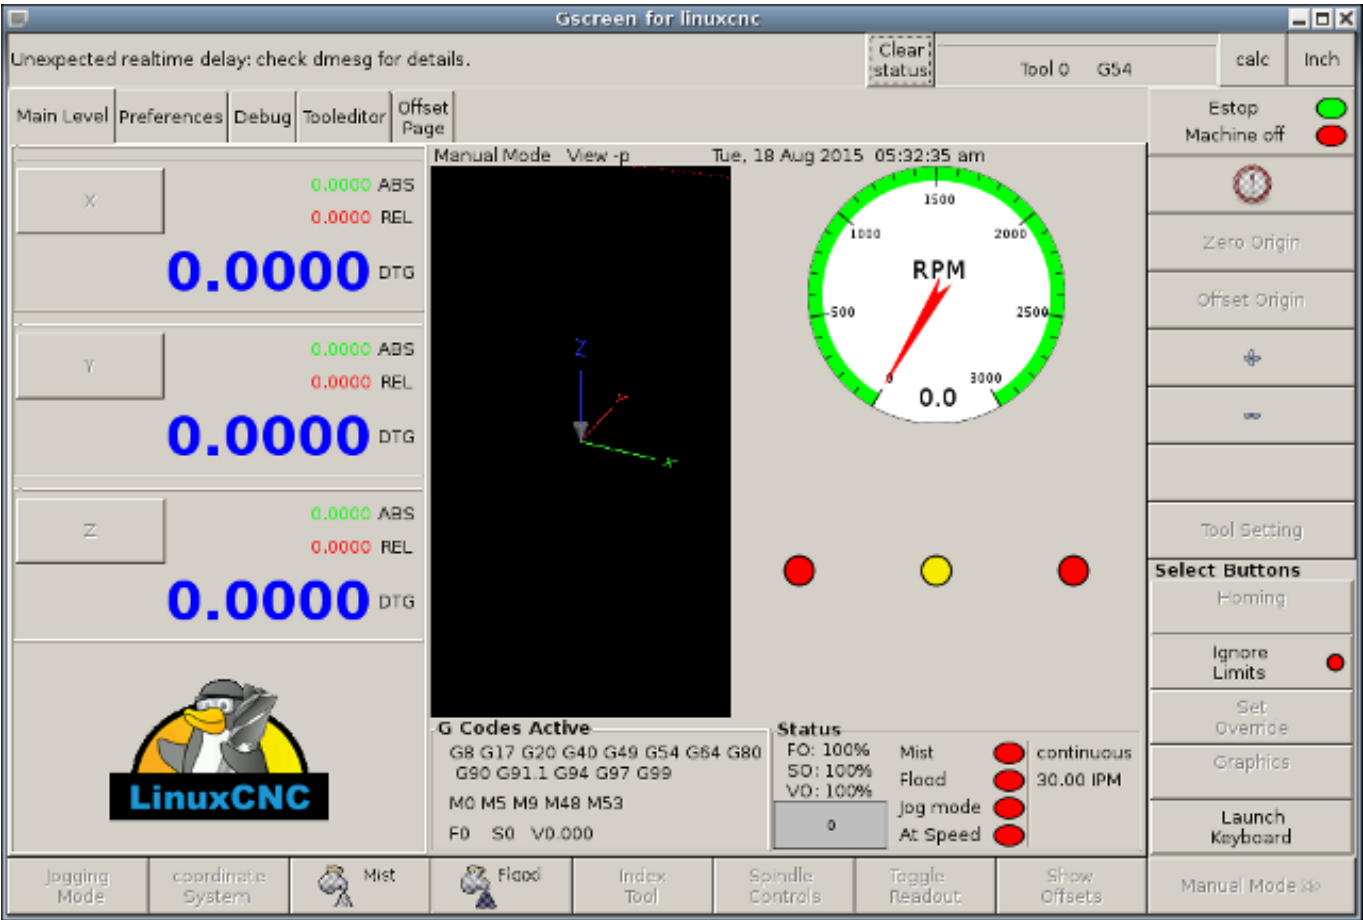 Gscreen for linuxcnc
Unexpected realtime delay: check dmesg for details.
Clear
status
Tool 0 G54
calc
Inch
Main Level
Preferences
Debug
Tooleditor
Offset
Page
Estop
Machine off
Manual Mode View -p Tue, 18 Aug 2015 05:32:35 am
X
0.0000 ABS
0.0000 REL
0.0000 DTG
Y
0.0000 ABS
0.0000 REL
0.0000 DTG
Z
0.0000 ABS
0.0000 REL
0.0000 DTG
LinuxCNC
Z
Y
X
1500
1000
2000
RPM
500
2500
0
3000
0.0
G Codes Active
G8 G17 G20 G40 G49 G54 G64 G80
G90 G91.1 G94 G97 G99
M0 M5 M9 M48 M53
F0 S0 V0.000
Status
FO: 100%
SO: 100%
VO: 100%
0
Mist
Flood
Jog mode
At Speed
continuous
30.00 IPM
Zero Origin
Offset Origin
Tool Setting
Select Buttons
Homing
Ignore
Limits
Set
Override
Graphics
Launch
Keyboard
Jogging
Mode
coordinate
System
Mist
Flood
Index
Tool
Spindle
Controls
Toggle
Readout
Show
Offsets
Manual Mode >>